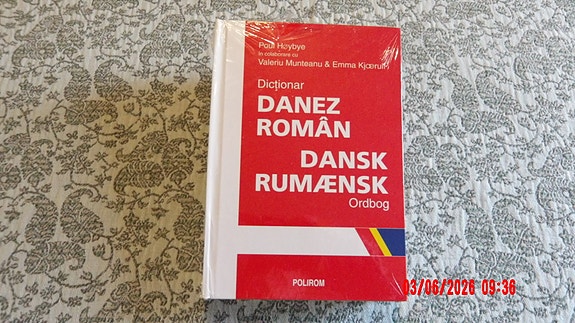 Poul Høybye
în colaborare cu
Valeriu Munteanu & Emma Kjœrulf
Dicționar
DANEZ
ROMÂN
DANSK
RUMÆNSK
Ordbog
POLIROM
03/06/2026 09:36